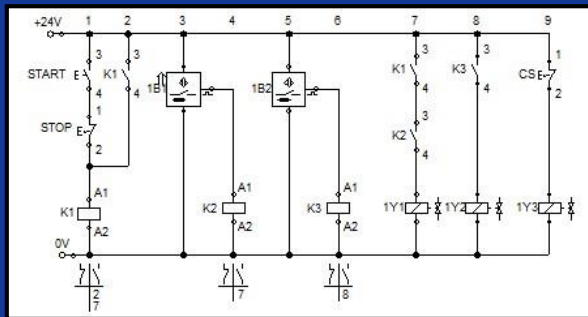 1 2 3 4 5 6 7 8 9
+24V
3 3 3 3 1
START K1 1B1 1B2 K1 K3 CS
4 4 4 4 2
1 3
STOP K2
2 4
A1 A1 A1
K1 K2 K3 1Y1 1Y2 1Y3
A2 A2 A2
0V
2 7 8
7